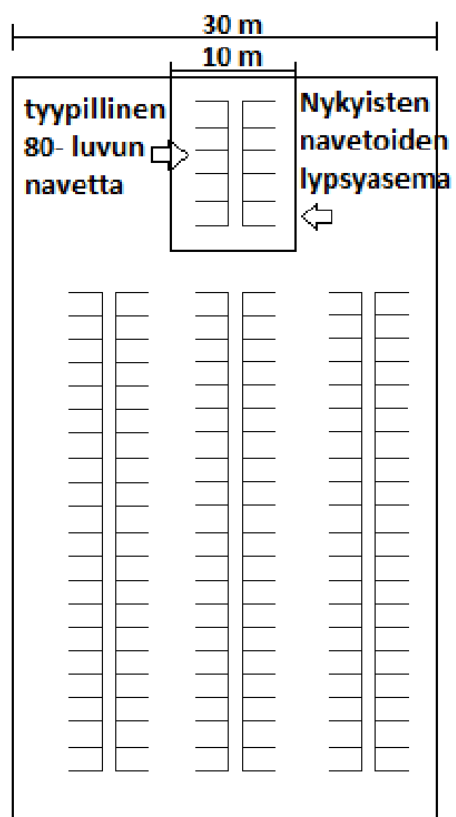 30 m
10 m
tyypillinen
80- luvun
navetta
Nykyisten
navetoiden
lypsyasema